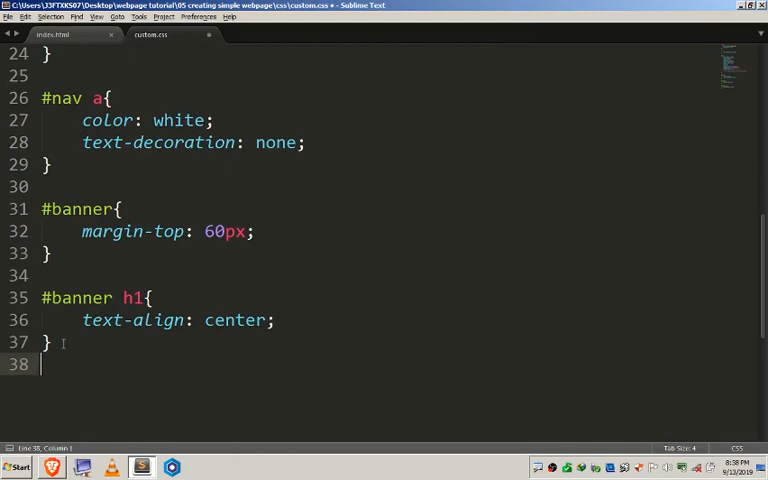 C:\Users\J3FTXKS07\Desktop\webpage tutorial\05 creating simple webpage\css\custom.css • - Sublime Text
File Edit Selection Find View Goto Tools Project Preferences Help
index.html
custom.css
24 }
25
26 #nav a{
27 color: white;
28 text-decoration: none;
29 }
30
31 #banner{
32 margin-top: 60px;
33 }
34
35 #banner h1{
36 text-align: center;
37 }
38
Line 38, Column 1
Tab Size: 4
CSS
Start
8:38 PM
9/13/2019